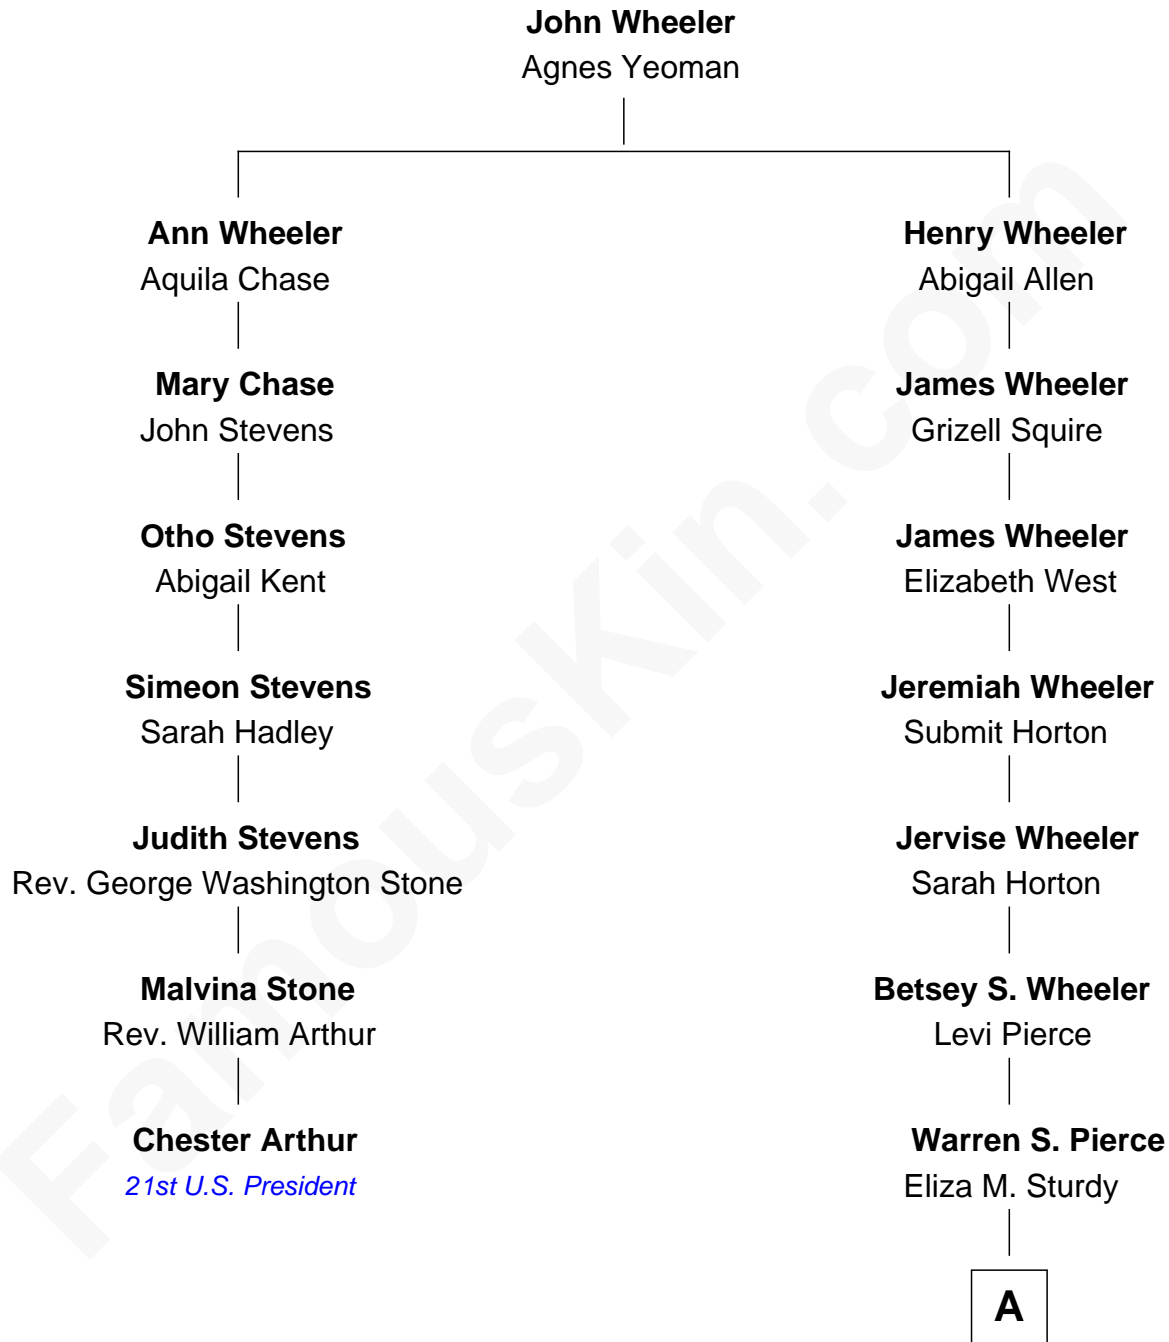 John Wheeler
Agnes Yeoman
Ann Wheeler
Aquila Chase
Mary Chase
John Stevens
Otho Stevens
Abigail Kent
Simeon Stevens
Sarah Hadley
Judith Stevens
Rev. George Washington Stone
Malvina Stone
Rev. William Arthur
Chester Arthur
21st U.S. President
Henry Wheeler
Abigail Allen
James Wheeler
Grizell Squire
James Wheeler
Elizabeth West
Jeremiah Wheeler
Submit Horton
Jervise Wheeler
Sarah Horton
Betsey S. Wheeler
Levi Pierce
Warren S. Pierce
Eliza M. Sturdy
A
FamousKin.com